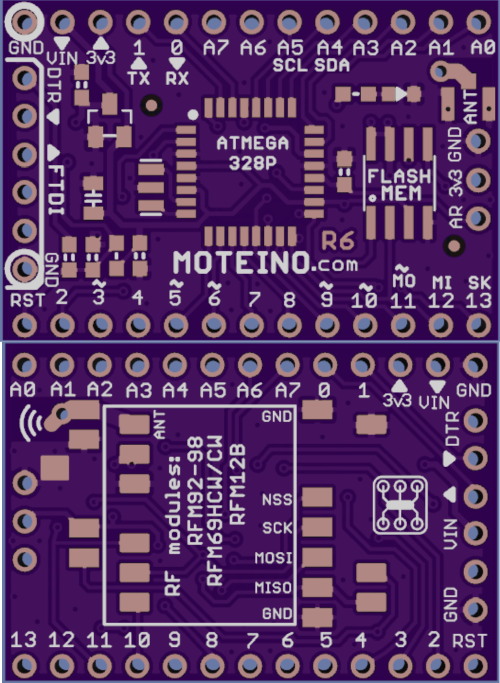 GND VIN 3v3 1 0 A7 A6 A5 A4 A3 A2 A1 A0
TX RX SCL SDA
DTR
FTDI
GND
ATMEGA
328P
FLASH
MEM
ANT
GND
3v3
AR
R6
MOTEINO.com
RST 2 ~3 4 ~5 ~6 7 8 ~9 ~10 ~11 12 13
MO MI SK
A0 A1 A2 A3 A4 A5 A6 A7 0 1 3v3 VIN GND
ANT
RF modules:
RFM92-98
RFM69HCW/CW
RFM12B
GND
NSS
SCK
MOSI
MISO
GND
DTR
VIN
GND
13 12 11 10 9 8 7 6 5 4 3 2 RST